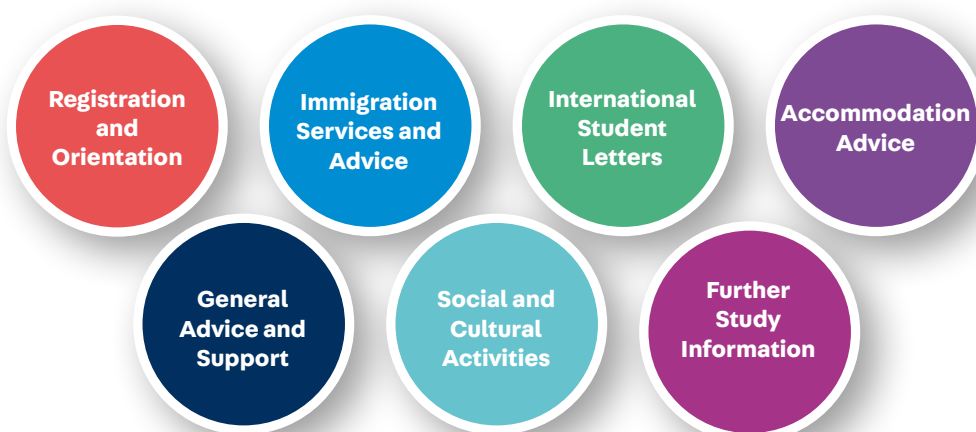 Registration
and
Orientation
Immigration
Services and
Advice
International
Student
Letters
Accommodation
Advice
General
Advice and
Support
Social and
Cultural
Activities
Further
Study
Information